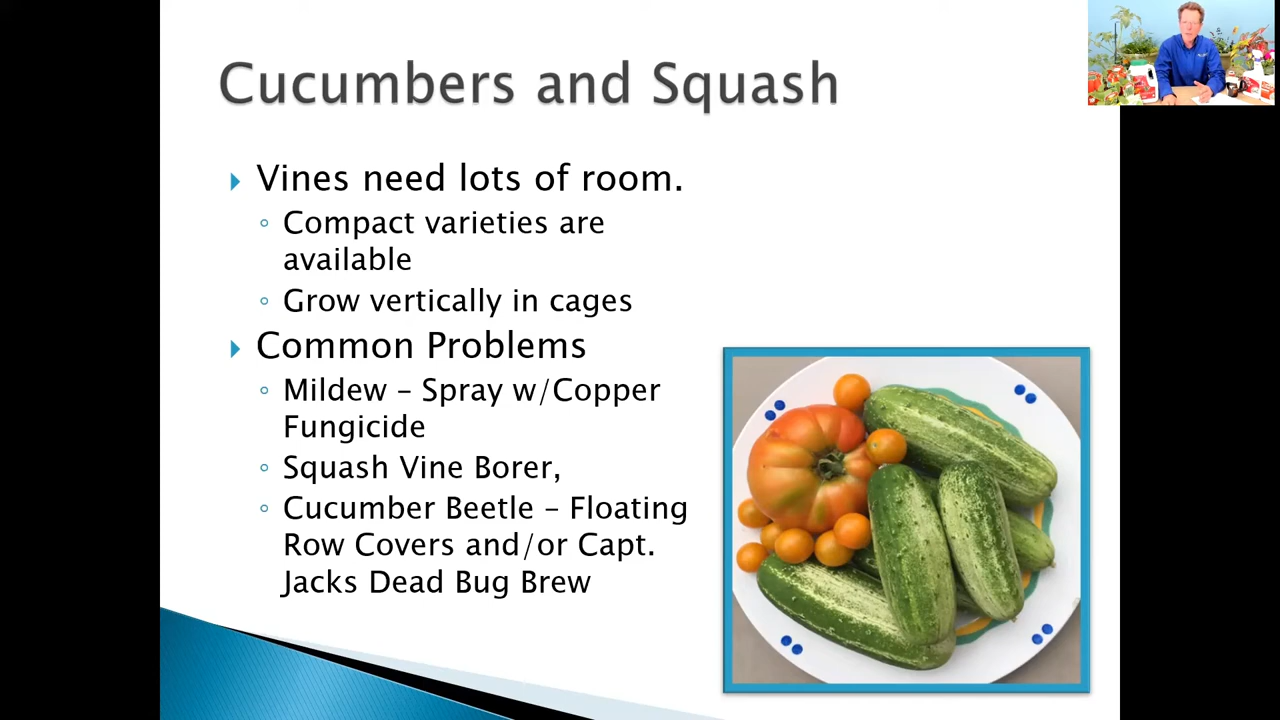 Cucumbers and Squash
Vines need lots of room.
Compact varieties are
available
Grow vertically in cages
Common Problems
Mildew – Spray w/Copper
Fungicide
Squash Vine Borer,
Cucumber Beetle – Floating
Row Covers and/or Capt.
Jacks Dead Bug Brew